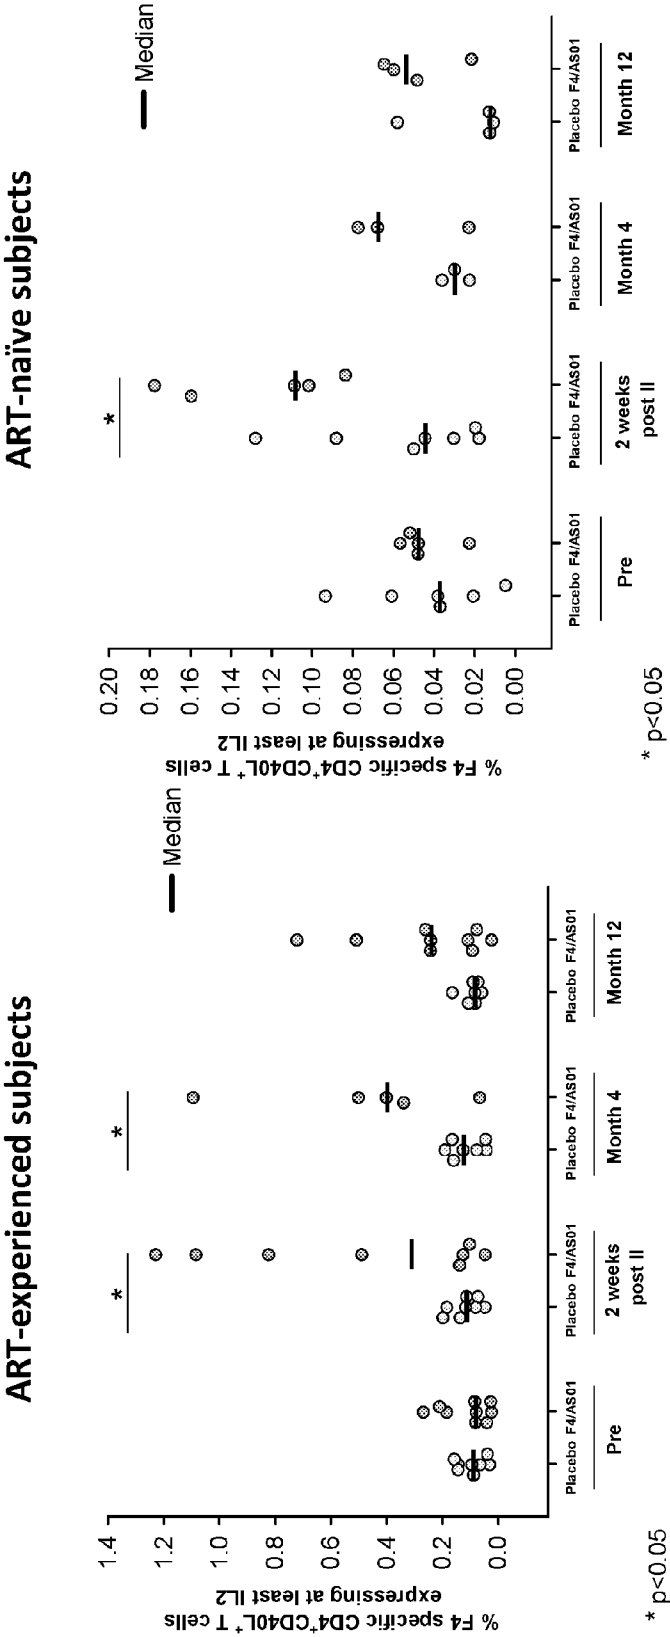 ART-experienced subjects
Median
% F4 specific CD4+CD40L+ T cells
expressing at least IL2
1.4
1.2
1.0
0.8
0.6
0.4
0.2
0.0
*
*
Placebo F4/AS01
Placebo F4/AS01
Placebo F4/AS01
Placebo F4/AS01
Pre
2 weeks
post II
Month 4
Month 12
* p<0.05
ART-naïve subjects
Median
% F4 specific CD4+CD40L+ T cells
expressing at least IL2
0.20
0.18
0.16
0.14
0.12
0.10
0.08
0.06
0.04
0.02
0.00
*
Placebo F4/AS01
Placebo F4/AS01
Placebo F4/AS01
Placebo F4/AS01
Pre
2 weeks
post II
Month 4
Month 12
* p<0.05